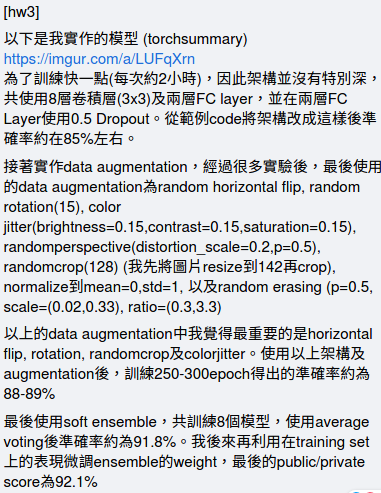 [hw3]
以下是我實作的模型 (torchsummary)
https://imgur.com/a/LUFqXrn
為了訓練快一點(每次約2小時)，因此架構並沒有特別深，
共使用8層卷積層(3x3)及兩層FC layer，並在兩層FC
Layer使用0.5 Dropout。從範例code將架構改成這樣後準
確率約在85%左右。
接著實作data augmentation，經過很多實驗後，最後使用
的data augmentation為random horizontal flip, random
rotation(15), color
jitter(brightness=0.15,contrast=0.15,saturation=0.15),
randomperspective(distortion_scale=0.2,p=0.5),
randomcrop(128) (我先將圖片resize到142再crop),
normalize到mean=0,std=1, 以及random erasing (p=0.5,
scale=(0.02,0.33), ratio=(0.3,3.3)
以上的data augmentation中我覺得最重要的是horizontal
flip, rotation, randomcrop及colorjitter。使用以上架構及
augmentation後，訓練250-300epoch得出的準確率約為
88-89%
最後使用soft ensemble，共訓練8個模型，使用average
voting後準確率約為91.8%。我後來再利用在training set
上的表現微調ensemble的weight，最後的public/private
score為92.1%